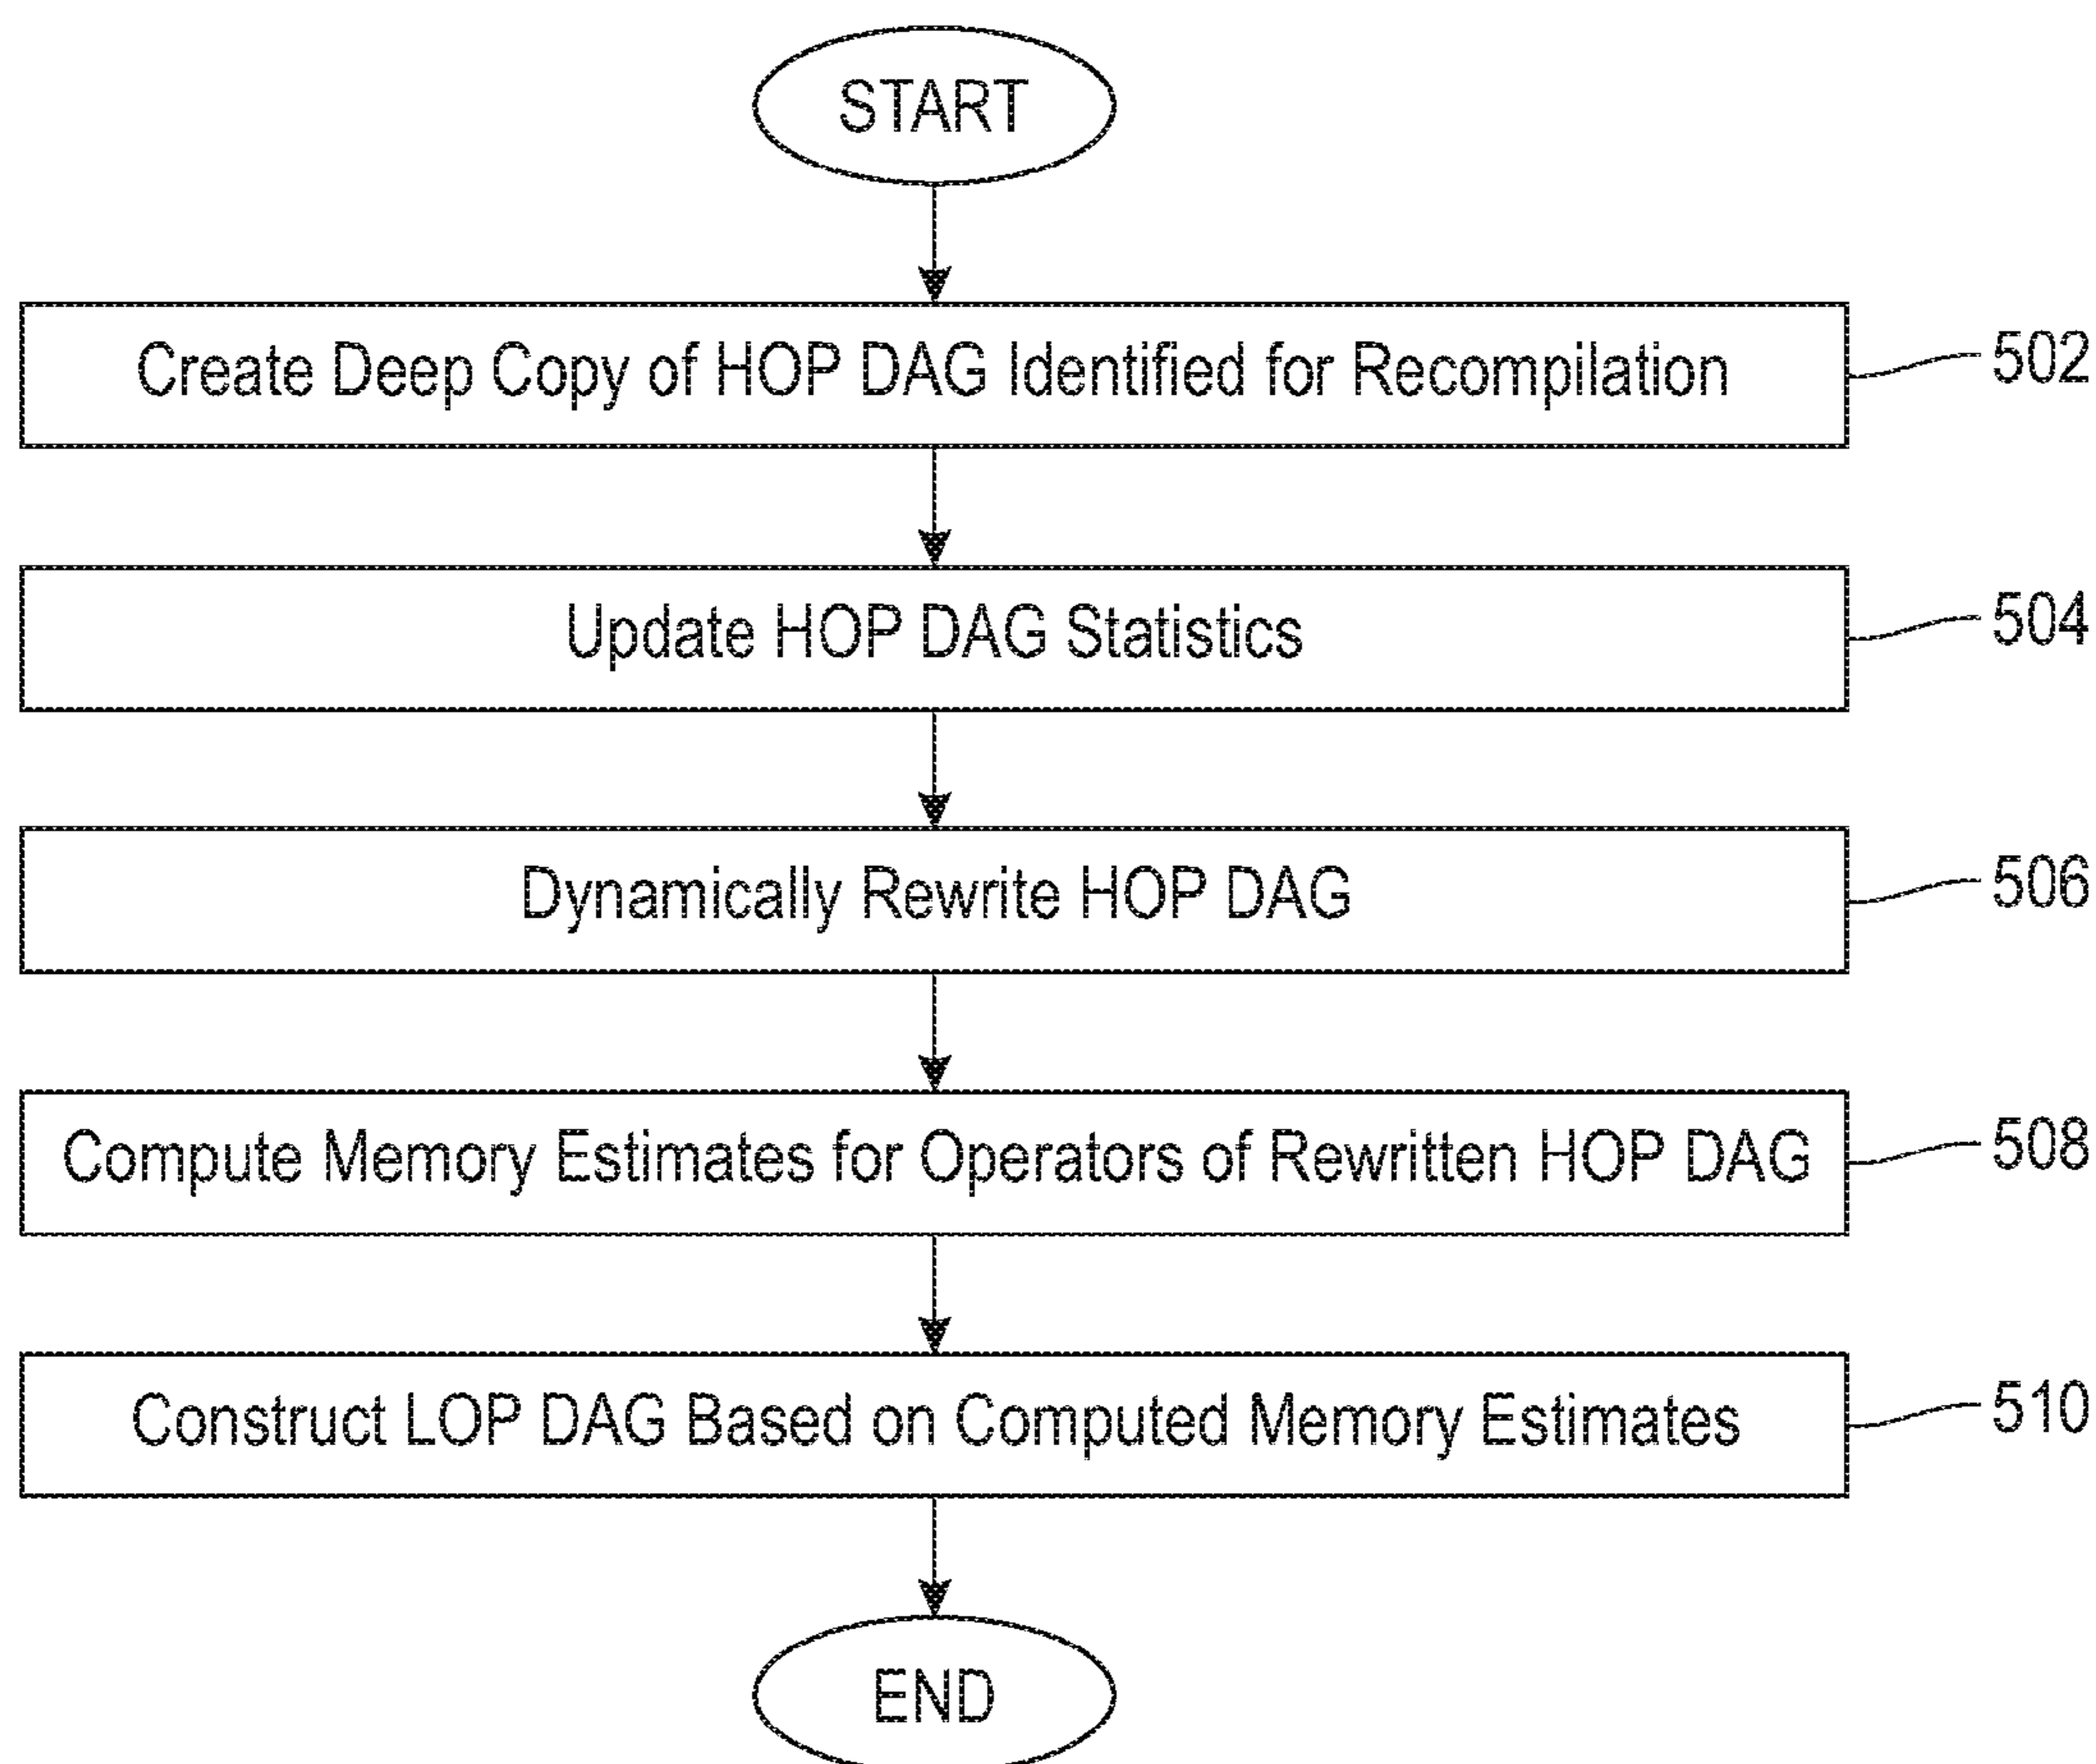 START
Create Deep Copy of HOP DAG Identified for Recompilation
502
Update HOP DAG Statistics
504
Dynamically Rewrite HOP DAG
506
Compute Memory Estimates for Operators of Rewritten HOP DAG
508
Construct LOP DAG Based on Computed Memory Estimates
510
END